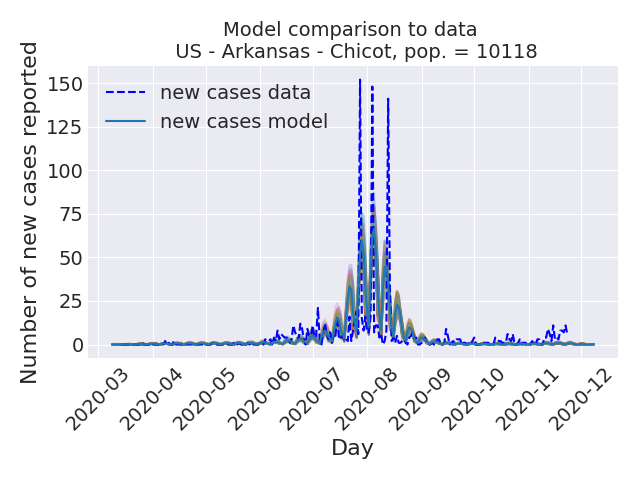 Model comparison to data
US - Arkansas - Chicot, pop. = 10118
Number of new cases reported
150
125
100
75
50
25
0
new cases data
new cases model
2020-03
2020-04
2020-05
2020-06
2020-07
2020-08
2020-09
2020-10
2020-11
2020-12
Day